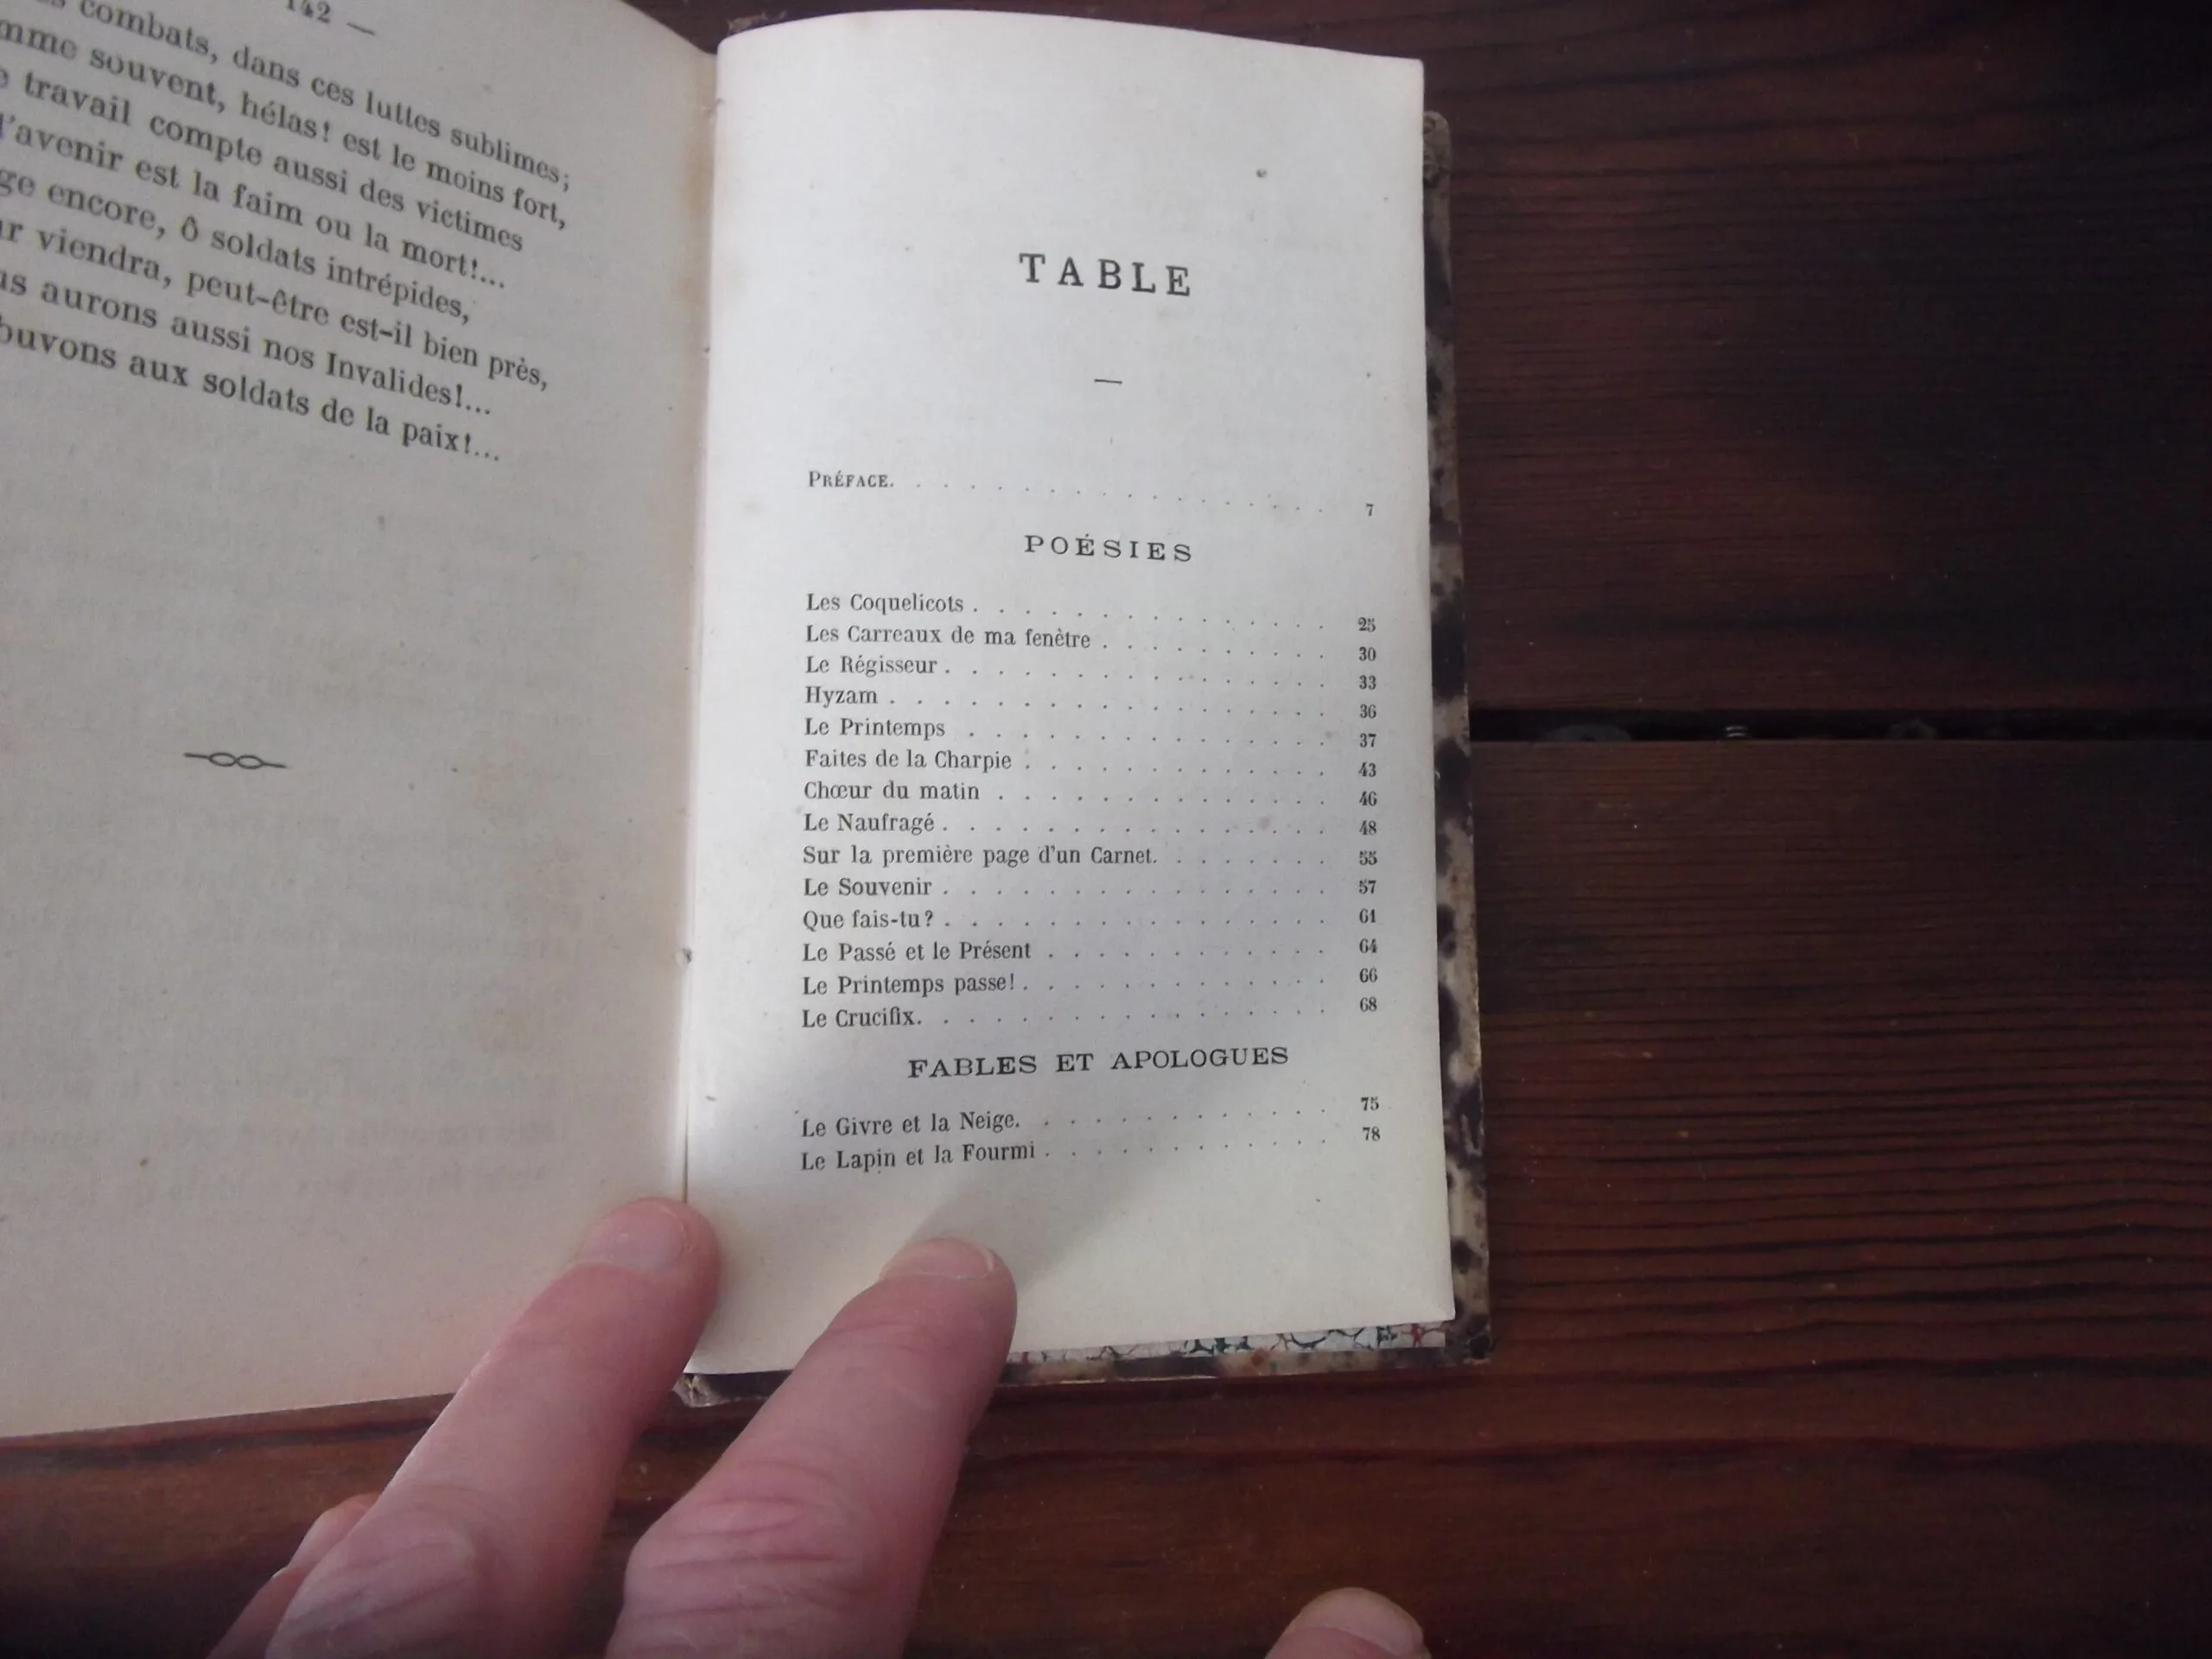 142 —
combats, dans ces luttes sublimes;
souvent, hélas! est le moins fort,
travail compte aussi des victimes
l'avenir est la faim ou la mort!...
encore, ô soldats intrépides,
viendra, peut-être est-il bien près,
aurons aussi nos Invalides!...
buvons aux soldats de la paix!...
TABLE
—
PRÉFACE. . . . . . . . . . . . . . . . . . 7
POÉSIES
Les Coquelicots . . . . . . . . . . . . . . . 25
Les Carreaux de ma fenêtre . . . . . . . . . . 30
Le Régisseur . . . . . . . . . . . . . . . . 33
Hyzam . . . . . . . . . . . . . . . . . . 36
Le Printemps . . . . . . . . . . . . . . . 37
Faites de la Charpie . . . . . . . . . . . . . 43
Chœur du matin . . . . . . . . . . . . . . 46
Le Naufragé . . . . . . . . . . . . . . . . 48
Sur la première page d'un Carnet. . . . . . . . 55
Le Souvenir . . . . . . . . . . . . . . . . 57
Que fais-tu? . . . . . . . . . . . . . . . . 61
Le Passé et le Présent . . . . . . . . . . . . 64
Le Printemps passe! . . . . . . . . . . . . . 66
Le Crucifix. . . . . . . . . . . . . . . . . 68
FABLES ET APOLOGUES
Le Givre et la Neige. . . . . . . . . . . . . 75
Le Lapin et la Fourmi . . . . . . . . . . . . 78